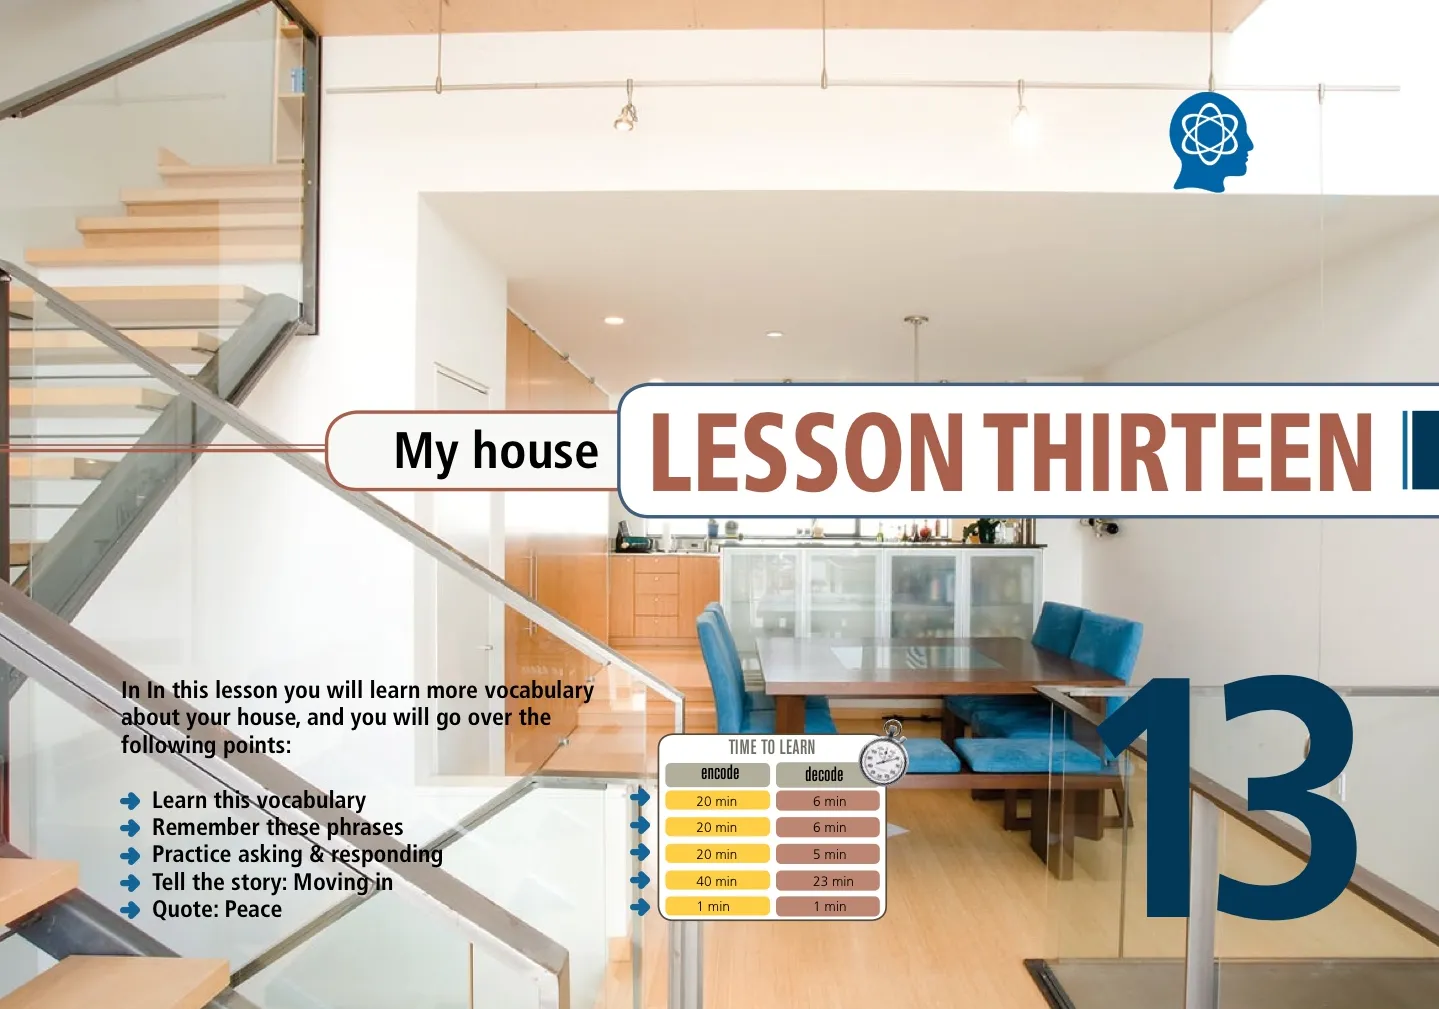 My house
LESSON THIRTEEN
In In this lesson you will learn more vocabulary
about your house, and you will go over the
following points:
Learn this vocabulary
Remember these phrases
Practice asking & responding
Tell the story: Moving in
Quote: Peace
TIME TO LEARN
encode decode
20 min 6 min
20 min 6 min
20 min 5 min
40 min 23 min
1 min 1 min
13